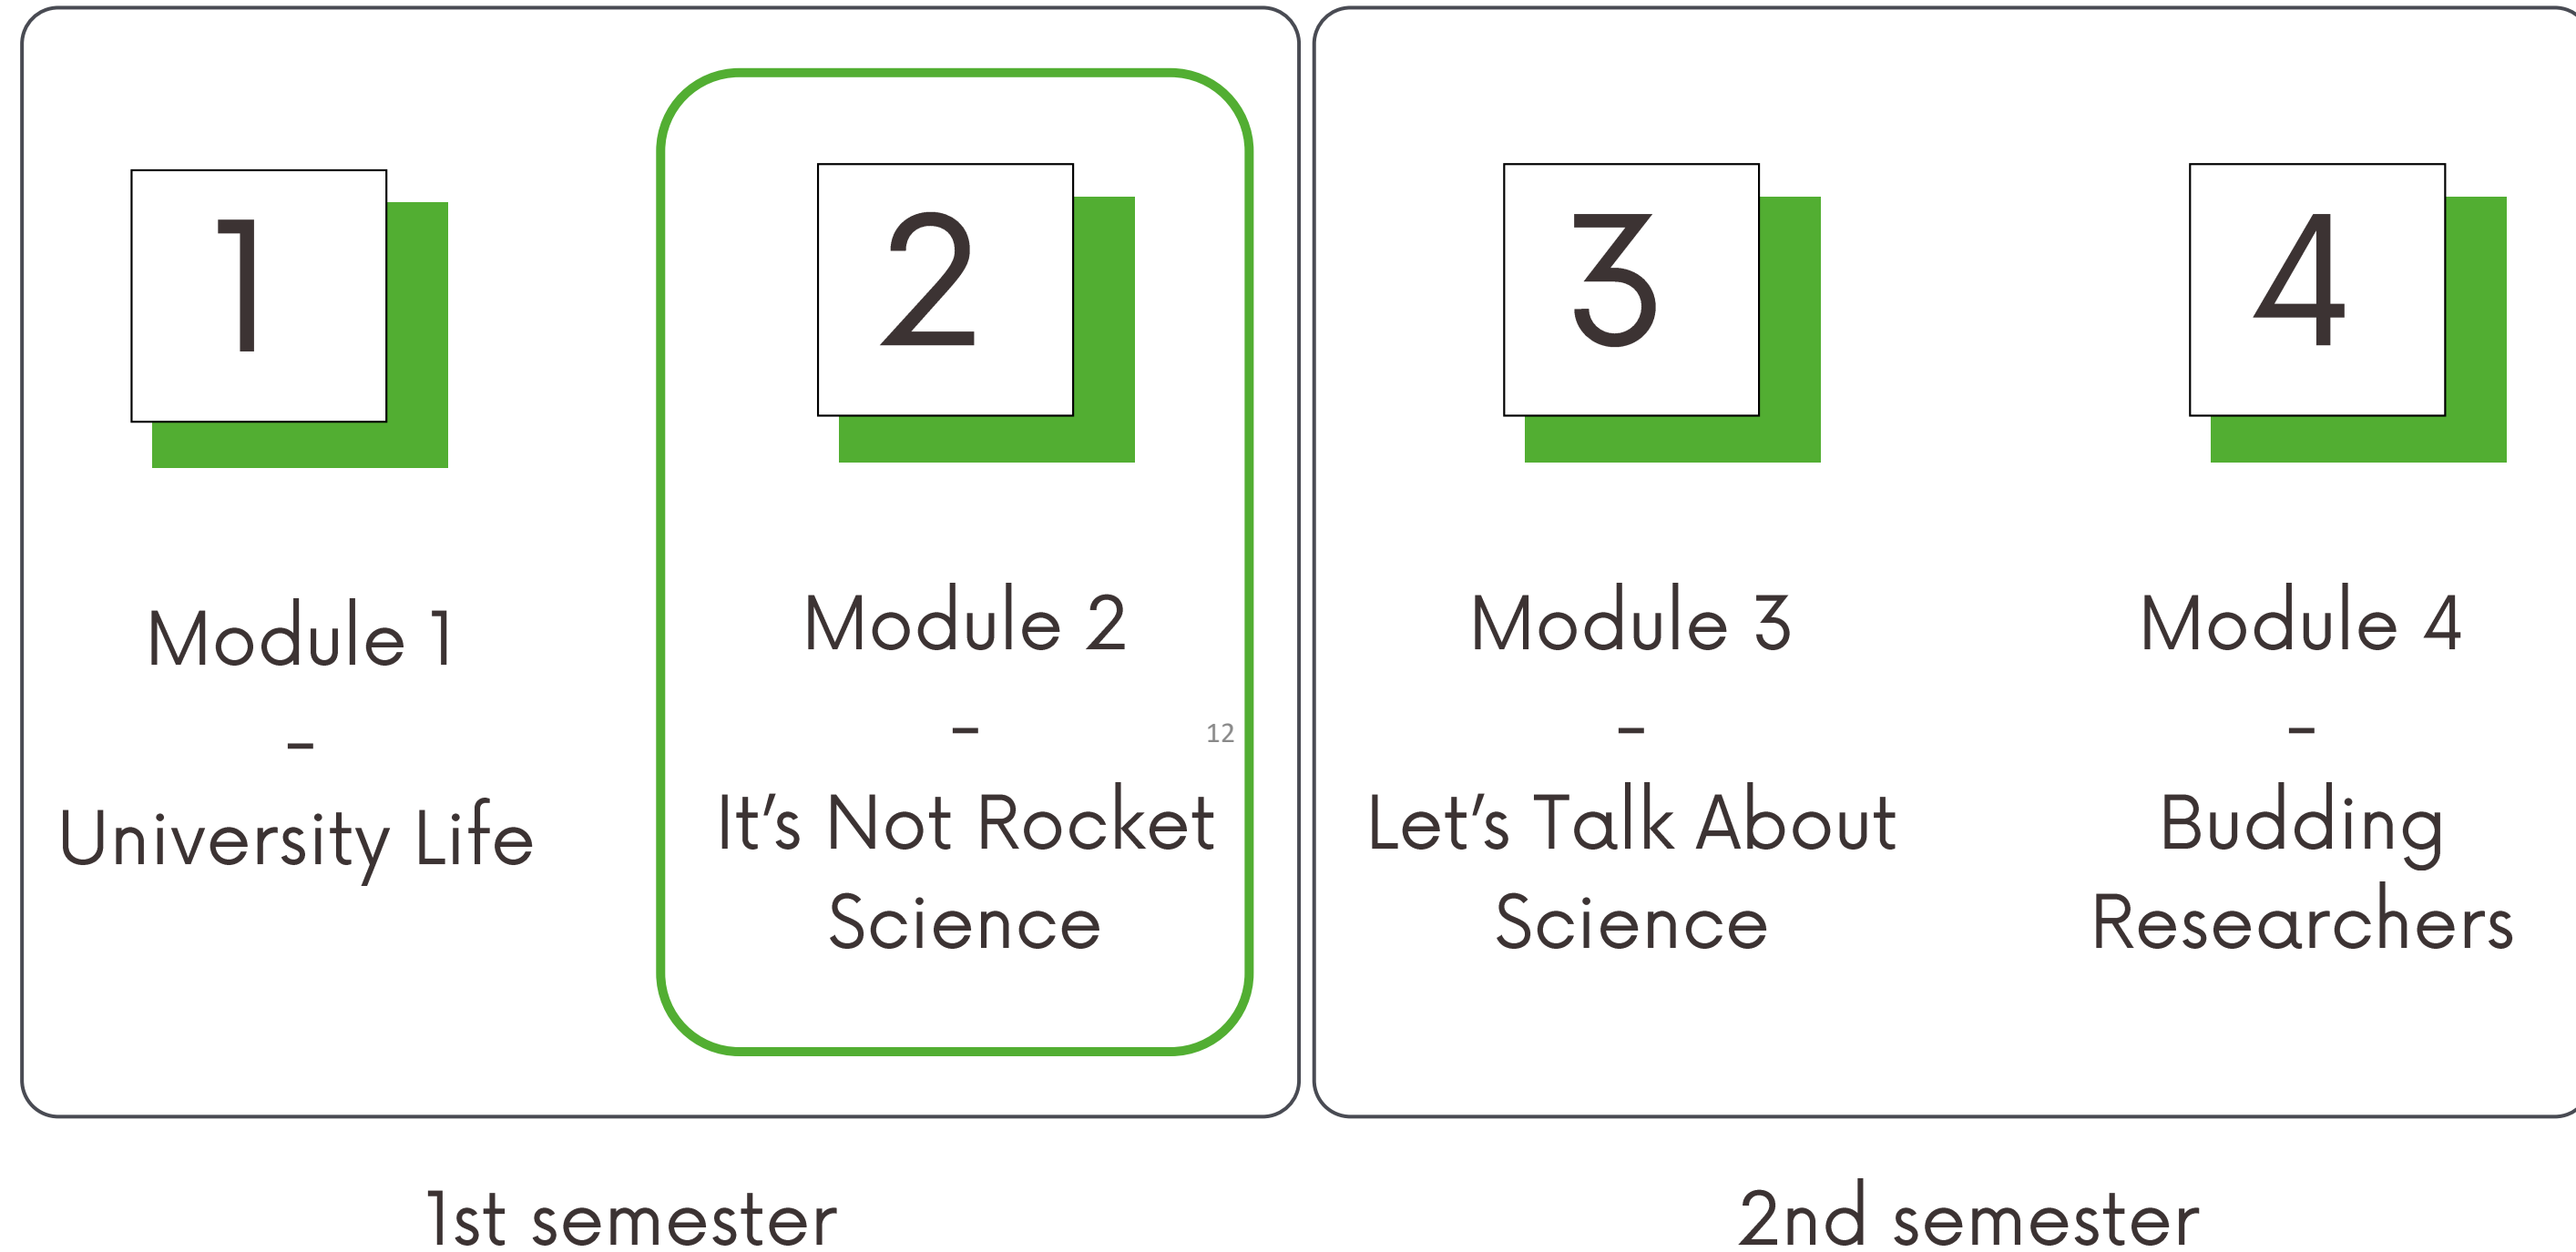 1
Module 1
–
University Life
2
Module 2
–
12
It’s Not Rocket
Science
3
Module 3
–
Let’s Talk About
Science
4
Module 4
–
Budding
Researchers
1st semester
2nd semester